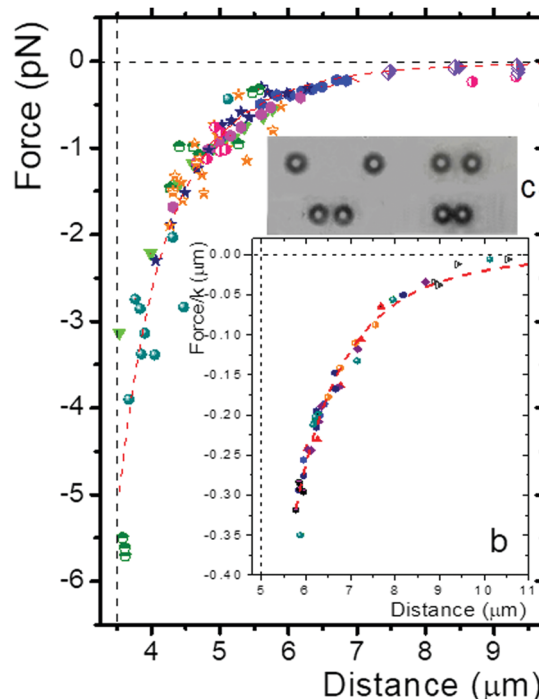 0
-1
-2
-3
-4
-5
-6
Force (pN)
4 5 6 7 8 9
Distance (μm)
c
0.00
-0.05
-0.10
-0.15
-0.20
-0.25
-0.30
-0.35
-0.40
Force/k (μm)
b
5 6 7 8 9 10 11
Distance (μm)